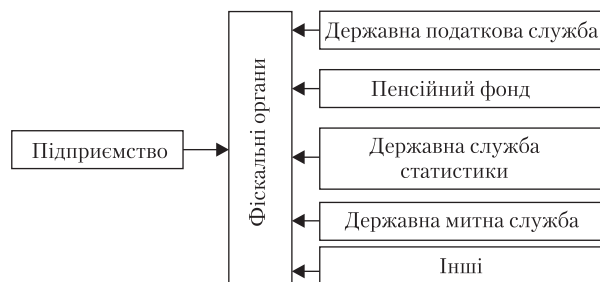 Підприємство
Фіскальні органи
Державна податкова служба
Пенсійний фонд
Державна служба
статистики
Державна митна служба
Інші